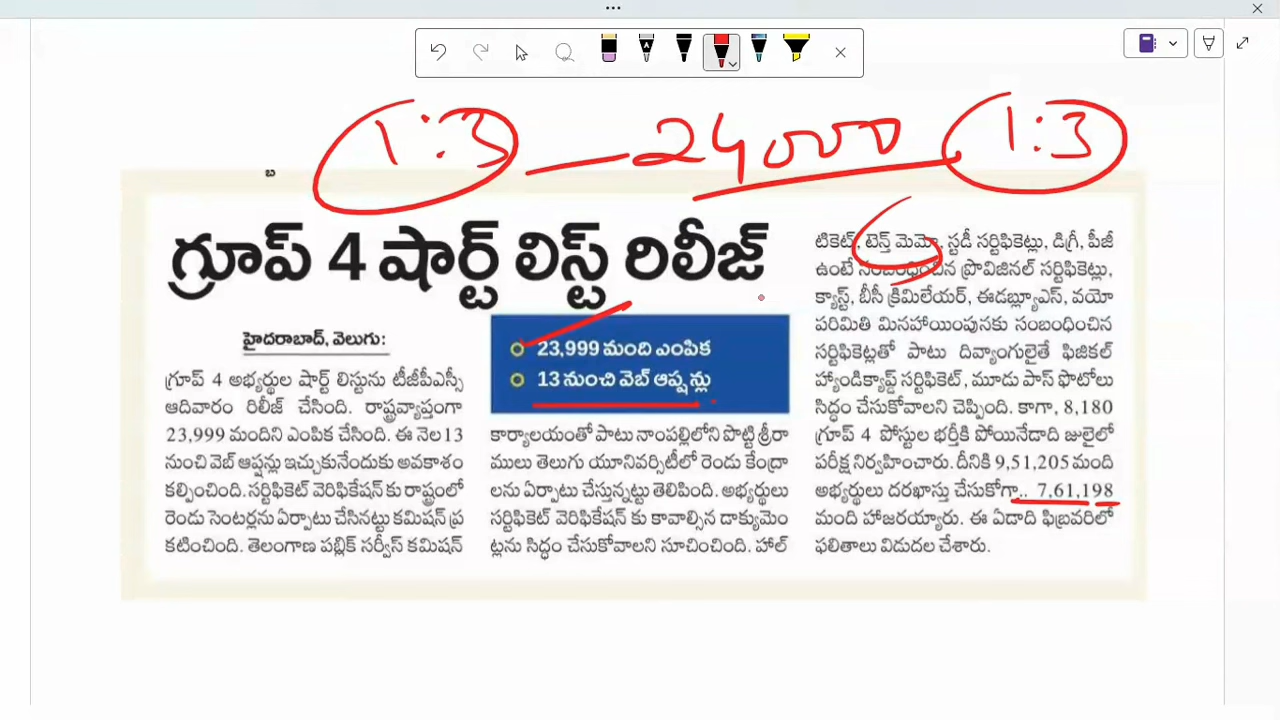 1:3 — 24000 1:3
బ
గ్రూప్ 4 షార్ట్ లిస్ట్ రిలీజ్
హైదరాబాద్, వెలుగు:
గ్రూప్ 4 అభ్యర్థుల షార్ట్ లిస్టును టీజీపీఎస్సీ
ఆదివారం రిలీజ్ చేసింది. రాష్ట్రవ్యాప్తంగా
23,999 మందిని ఎంపిక చేసింది. ఈ నెల 13
నుంచి వెబ్ ఆప్షన్లు ఇచ్చుకునేందుకు అవకాశం
కల్పించింది. సర్టిఫికెట్ వెరిఫికేషన్ కు రాష్ట్రంలో
రెండు సెంటర్లను ఏర్పాటు చేసినట్టు కమిషన్ ప్ర
కటించింది. తెలంగాణ పబ్లిక్ సర్వీస్ కమిషన్
23,999 మంది ఎంపిక
13 నుంచి వెబ్ ఆప్షన్లు
కార్యాలయంతో పాటు నాంపల్లిలోని పొట్టి శ్రీరా
ములు తెలుగు యూనివర్సిటీలో రెండు కేంద్రా
లను ఏర్పాటు చేస్తున్నట్టు తెలిపింది. అభ్యర్థులు
సర్టిఫికెట్ వెరిఫికేషన్ కు కావాల్సిన డాక్యుమెం
ట్లను సిద్ధం చేసుకోవాలని సూచించింది. హాల్
టికెట్, టెన్త్ మెమో, స్టడీ సర్టిఫికెట్లు, డిగ్రీ, పీజీ
ఉంటే సంబంధించిన ప్రొవిజినల్ సర్టిఫికెట్లు,
క్యాస్ట్, బీసీ క్రిమిలేయర్, ఈడబ్ల్యూఎస్, వయో
పరిమితి మినహాయింపునకు సంబంధించిన
సర్టిఫికెట్లతో పాటు దివ్యాంగులైతే ఫిజికల్
హ్యాండిక్యాప్డ్ సర్టిఫికెట్, మూడు పాస్ ఫొటోలు
సిద్ధం చేసుకోవాలని చెప్పింది. కాగా, 8,180
గ్రూప్ 4 పోస్టుల భర్తీకి పోయినేడాది జులైలో
పరీక్ష నిర్వహించారు. దీనికి 9,51,205 మంది
అభ్యర్థులు దరఖాస్తు చేసుకోగా.. 7,61,198
మంది హాజరయ్యారు. ఈ ఏడాది ఫిబ్రవరిలో
ఫలితాలు విడుదల చేశారు.